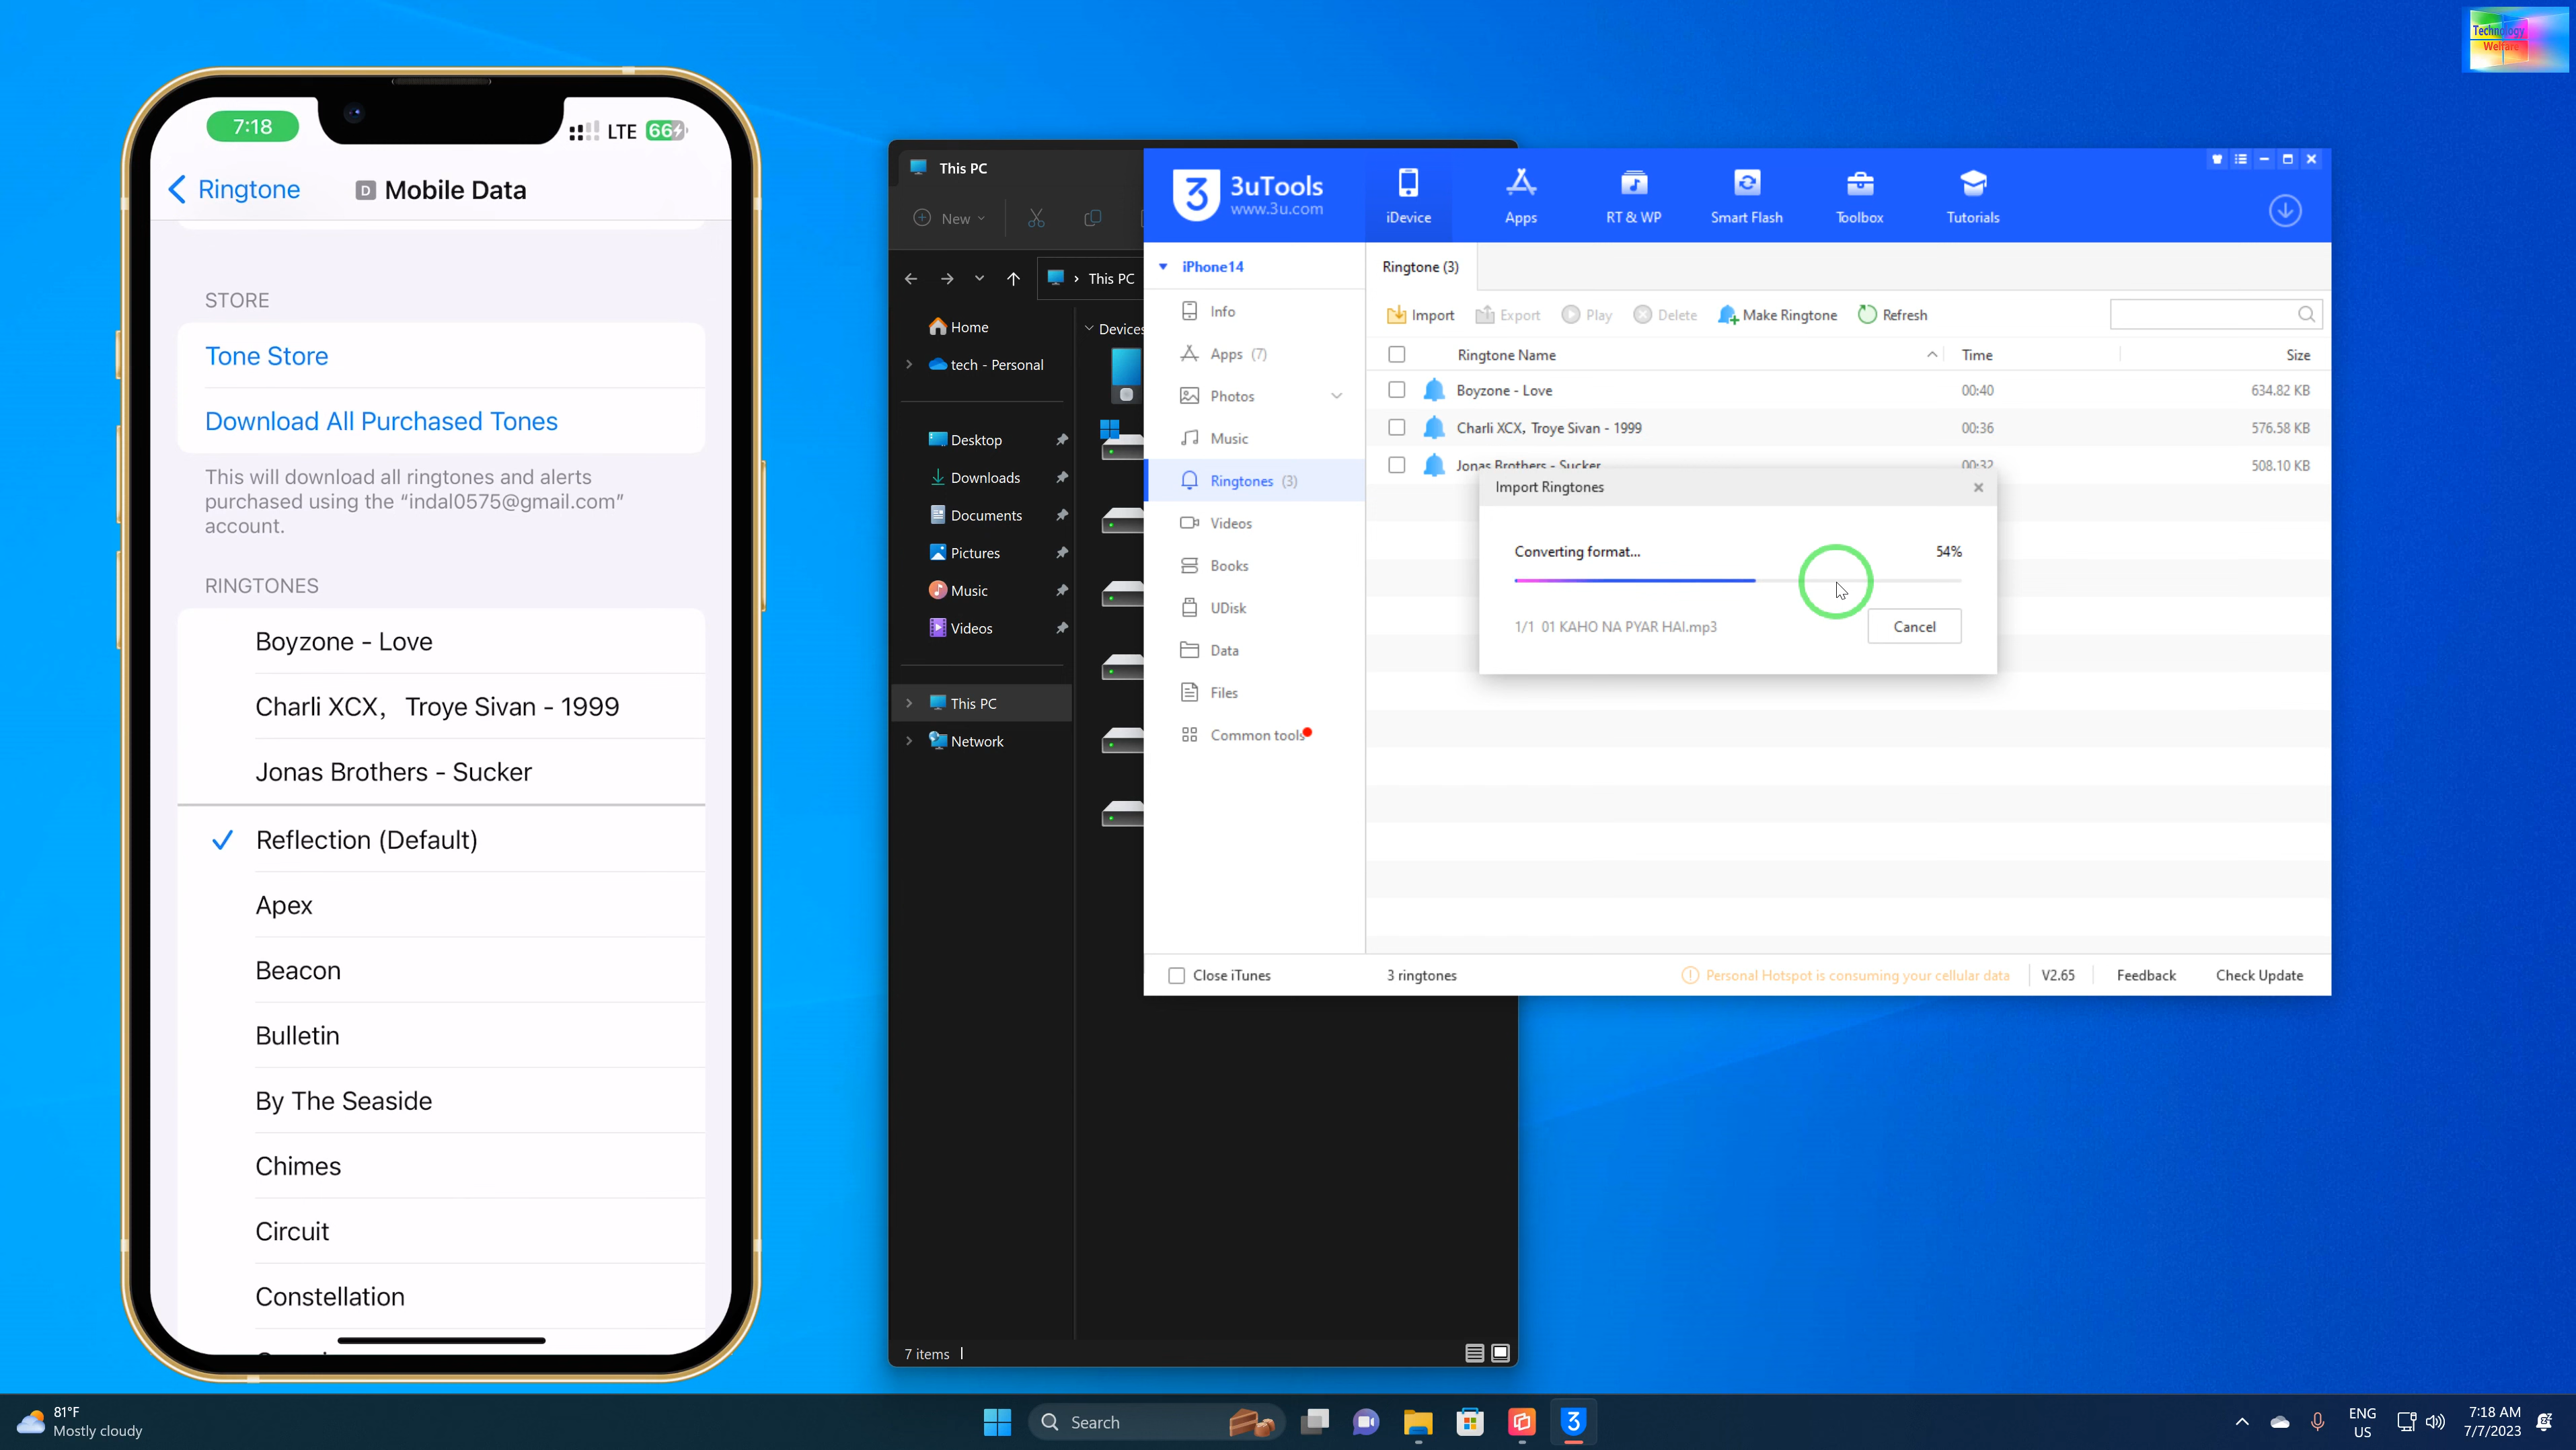 Technology
Welfare
7:18
LTE
66
Ringtone
D Mobile Data
STORE
Tone Store
Download All Purchased Tones
This will download all ringtones and alerts
purchased using the “indal0575@gmail.com”
account.
RINGTONES
Boyzone - Love
Charli XCX， Troye Sivan - 1999
Jonas Brothers - Sucker
Reflection (Default)
Apex
Beacon
Bulletin
By The Seaside
Chimes
Circuit
Constellation
This PC
New
This PC
Home
tech - Personal
Desktop
Downloads
Documents
Pictures
Music
Videos
This PC
Network
Devices
7 items
3 3uTools
www.3u.com
iDevice
Apps
RT & WP
Smart Flash
Toolbox
Tutorials
iPhone14
Info
Apps (7)
Photos
Music
Ringtones (3)
Videos
Books
UDisk
Data
Files
Common tools
Ringtone (3)
Import
Export
Play
Delete
Make Ringtone
Refresh
Ringtone Name
Time
Size
Boyzone - Love 00:40 634.82 KB
Charli XCX，Troye Sivan - 1999 00:36 576.58 KB
Jonas Brothers - Sucker 00:32 508.10 KB
Import Ringtones
Converting format... 54%
1/1 01 KAHO NA PYAR HAI.mp3
Cancel
Close iTunes
3 ringtones
Personal Hotspot is consuming your cellular data
V2.65
Feedback
Check Update
81°F
Mostly cloudy
Search
3
ENG
US
7:18 AM
7/7/2023